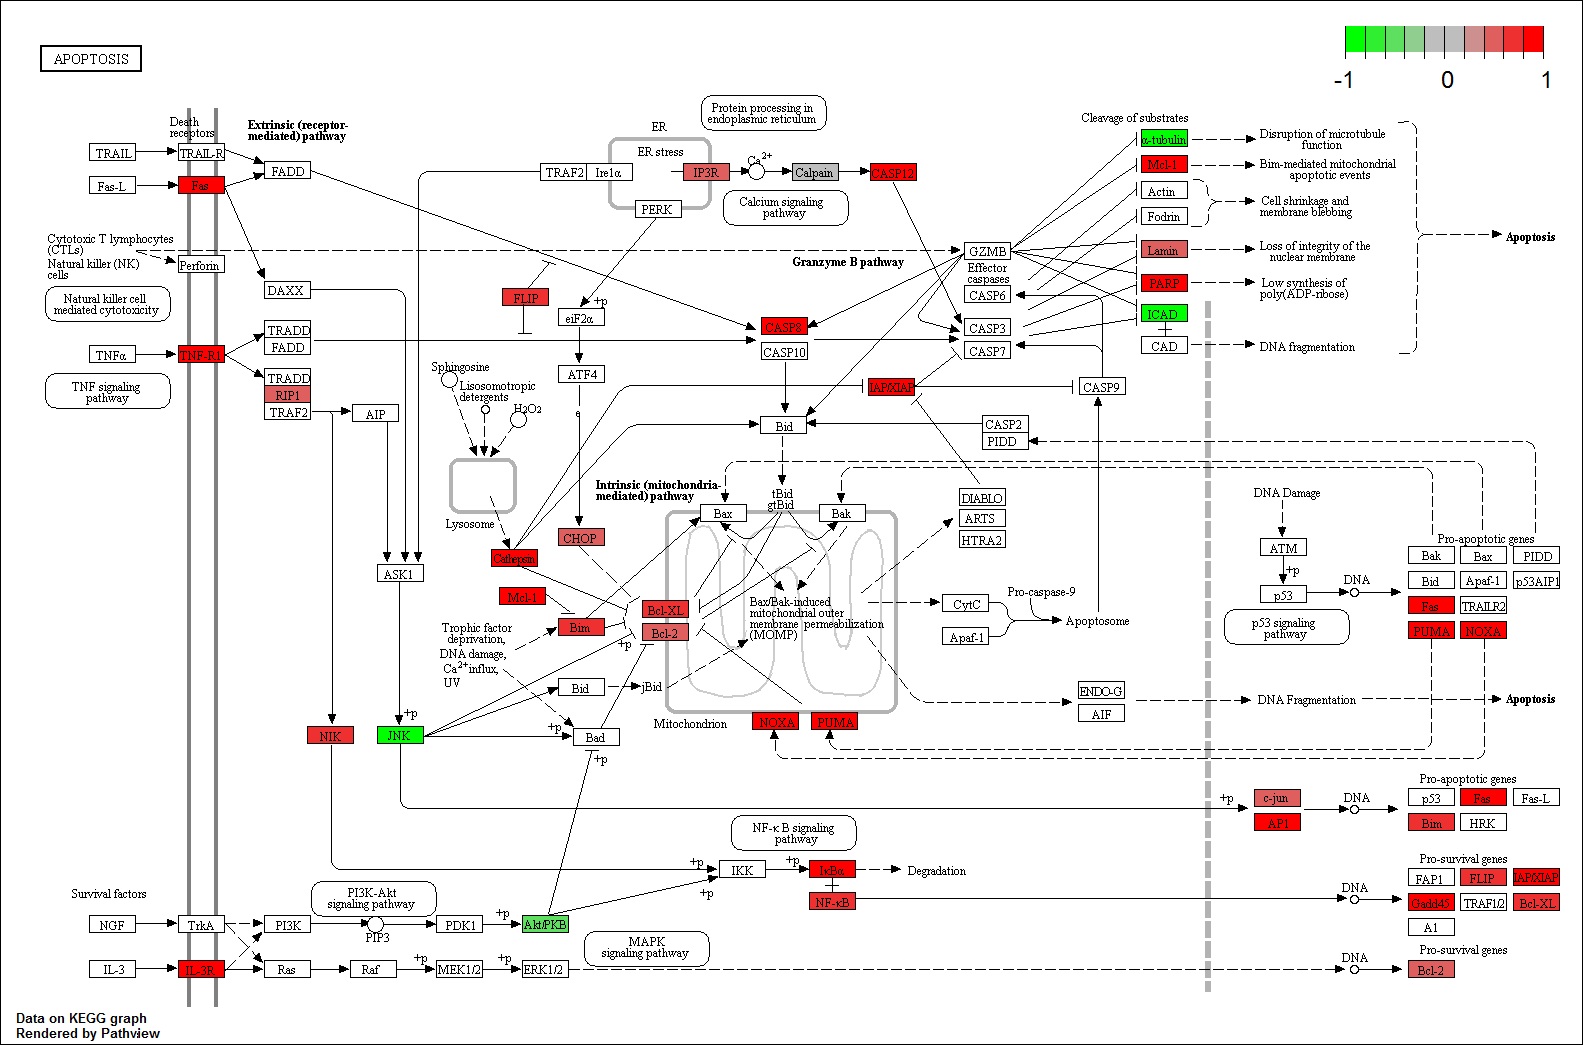 APOPTOSIS
-1
0
1
Death
receptors
Extrinsic (receptor-
mediated) pathway
TRAIL
TRAIL-R
FADD
Fas-L
Fas
Cytotoxic T lymphocytes
(CTLs)
Natural killer (NK)
cells
Perforin
DAXX
Natural killer cell
mediated cytotoxicity
TRADD
FADD
TNFα
TNF-R1
TNF signaling
pathway
TRADD
RIP1
TRAF2
AIP
ER
Protein processing in
endoplasmic reticulum
ER stress
TRAF2
Ire1α
IP3R
Ca2+
Calpain
CASP12
PERK
Calcium signaling
pathway
Granzyme B pathway
FLIP
+p
eIF2α
ATF4
e
CHOP
CASP8
CASP10
GZMB
Effector
caspases
CASP6
CASP3
CASP7
IAP/XIAP
CASP9
Bid
CASP2
PIDD
Cleavage of substrates
α-tubulin
Disruption of microtubule
function
Mcl-1
Bim-mediated mitochondrial
apoptotic events
Actin
Fodrin
Cell shrinkage and
membrane blebbing
Lamin
Loss of integrity of the
nuclear membrane
PARP
Low synthesis of
poly(ADP-ribose)
ICAD
CAD
DNA fragmentation
Apoptosis
Sphingosine
Lisosomotropic
detergents
H2O2
Lysosome
Cathepsin
Intrinsic (mitochondria-
mediated) pathway
tBid
gtBid
Bax
Bak
DIABLO
ARTS
HTRA2
ASK1
Mcl-1
Bim
+p
Bcl-XL
Bcl-2
Trophic factor
deprivation,
DNA damage,
Ca2+influx,
UV
Bax/Bak-induced
mitochondrial outer
membrane permeabilization
(MOMP)
CytC
Apaf-1
Pro-caspase-9
Apoptosome
Bid
jBid
Mitochondrion
NOXA
PUMA
ENDO-G
AIF
DNA Fragmentation
Apoptosis
DNA Damage
ATM
+p
p53
DNA
p53 signaling
pathway
Pro-apoptotic genes
Bak
Bax
PIDD
Bid
Apaf-1
p53AIP1
Fas
TRAILR2
PUMA
NOXA
NIK
+p
JNK
+p
Bad
+p
+p
c-jun
AP1
DNA
Pro-apoptotic genes
p53
Fas
Fas-L
Bim
HRK
NF-κB signaling
pathway
+p
IKK
+p
+p
IκBα
NF-κB
Degradation
DNA
Pro-survival genes
FAP1
FLIP
IAP/XIAP
Gadd45
TRAF1/2
Bcl-XL
A1
Survival factors
PI3K-Akt
signaling pathway
NGF
TrkA
PI3K
PIP3
PDK1
+p
Akt/PKB
IL-3
IL-3R
Ras
Raf
+p
MEK1/2
+p
ERK1/2
MAPK
signaling pathway
DNA
Pro-survival genes
Bcl-2
Data on KEGG graph
Rendered by Pathview